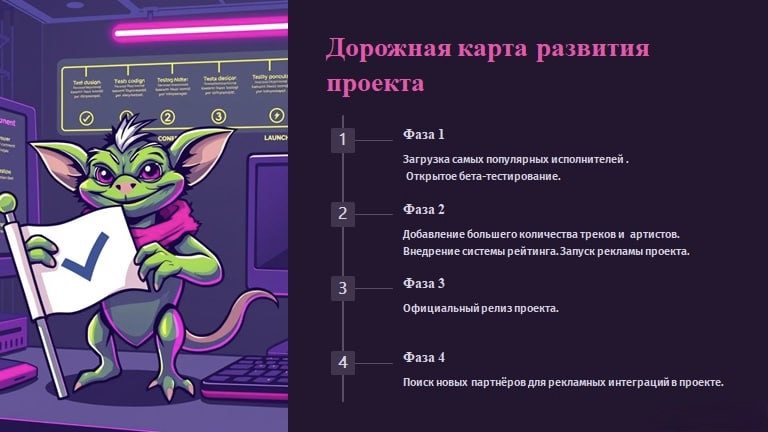 Дорожная карта развития
проекта
1
Фаза 1
Загрузка самых популярных исполнителей .
Открытое бета-тестирование.
2
Фаза 2
Добавление большего количества треков и  артистов.
Внедрение системы рейтинга.Запуск рекламы проекта.
3
Фаза 3
Официальный релиз проекта.
4
Фаза 4
Поиск новых партнёров для рекламных интеграций в проекте.
2
3